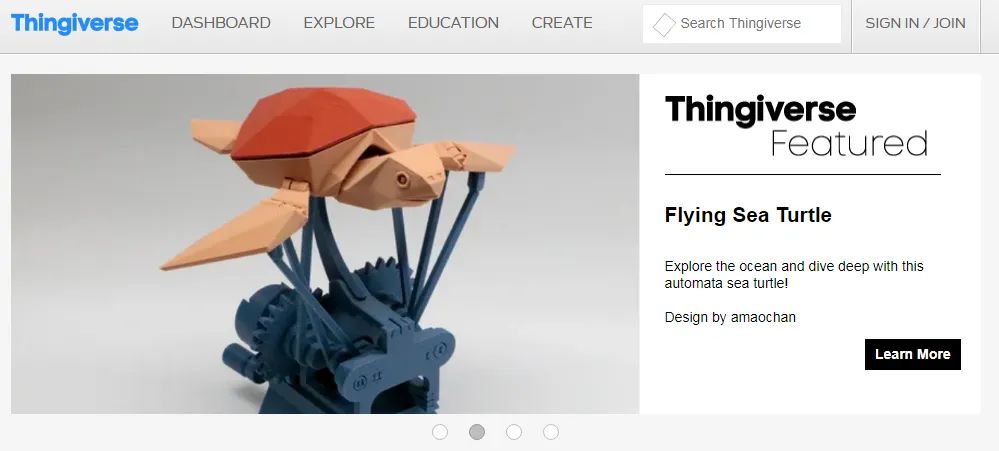 Thingiverse DASHBOARD EXPLORE EDUCATION CREATE Search Thingiverse SIGN IN / JOIN
Thingiverse
Featured
Flying Sea Turtle
Explore the ocean and dive deep with this
automata sea turtle!
Design by amaochan
Learn More